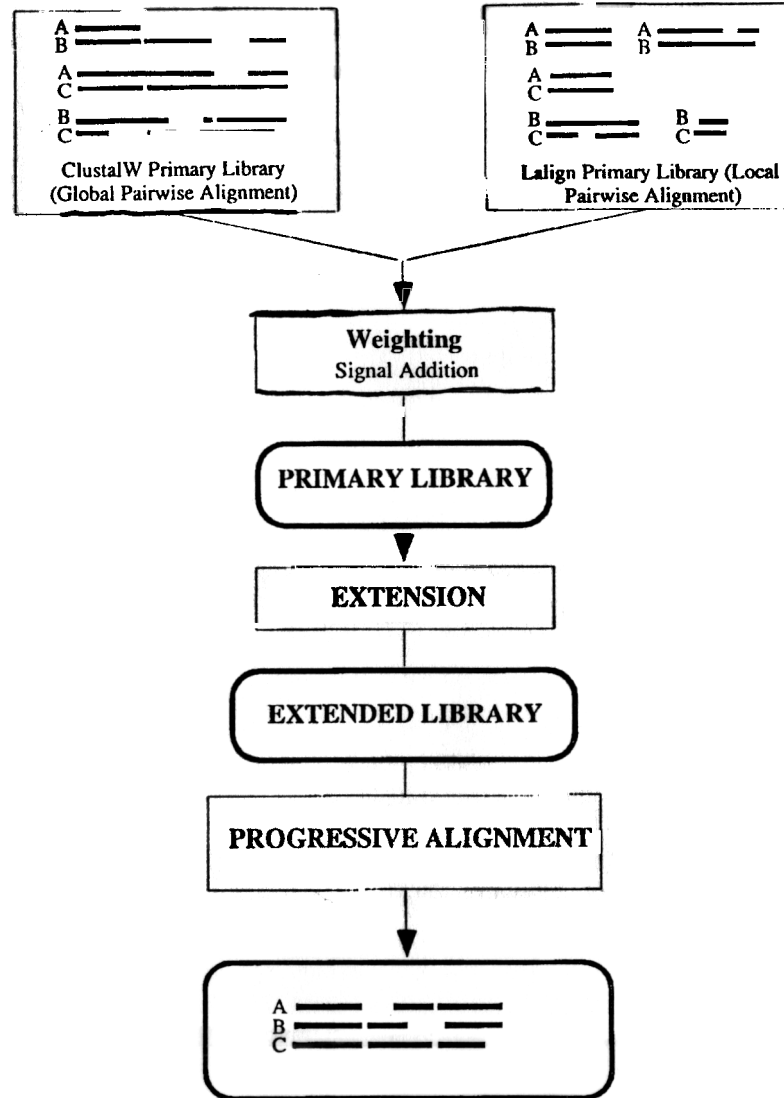 A
B
A
C
B
C
ClustalW Primary Library
(Global Pairwise Alignment)
A
B
A
B
A
C
B
C
B
C
Lalign Primary Library (Local
Pairwise Alignment)
Weighting
Signal Addition
PRIMARY LIBRARY
EXTENSION
EXTENDED LIBRARY
PROGRESSIVE ALIGNMENT
A
B
C